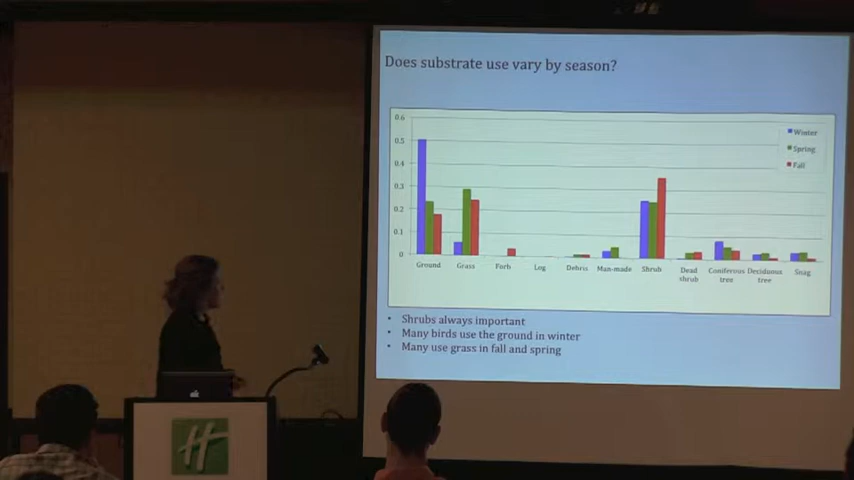 Does substrate use vary by season?
0.6
0.5
0.4
0.3
0.2
0.1
0
Winter
Spring
Fall
Ground Grass Forb Log Debris Man-made Shrub Dead shrub Coniferous tree Deciduous tree Snag
• Shrubs always important
• Many birds use the ground in winter
• Many use grass in fall and spring
H